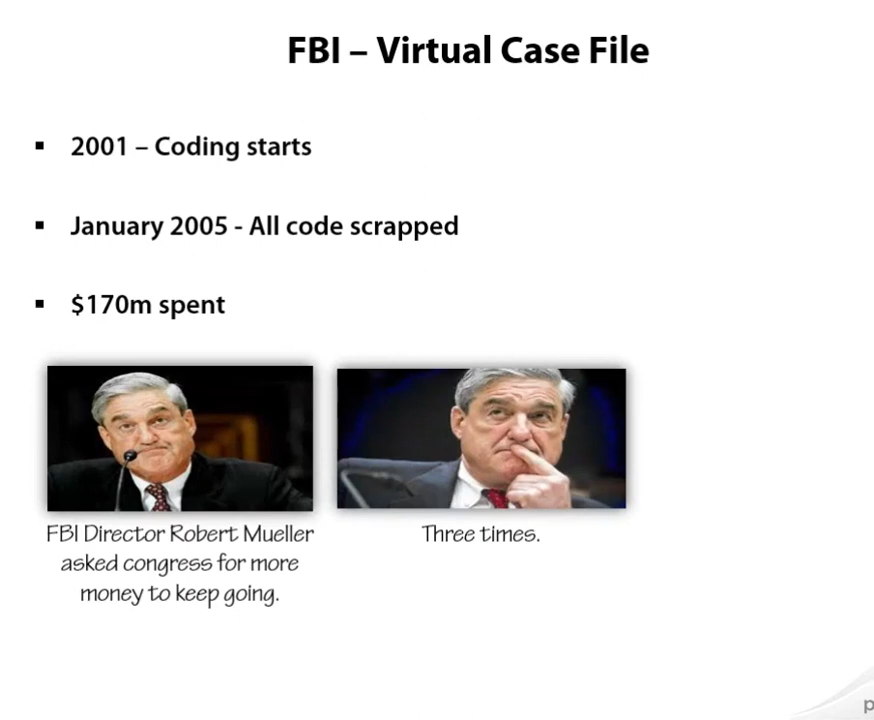 FBI – Virtual Case File
▪ 2001 – Coding starts
▪ January 2005 - All code scrapped
▪ $170m spent
FBI Director Robert Mueller
asked congress for more
money to keep going.
Three times.